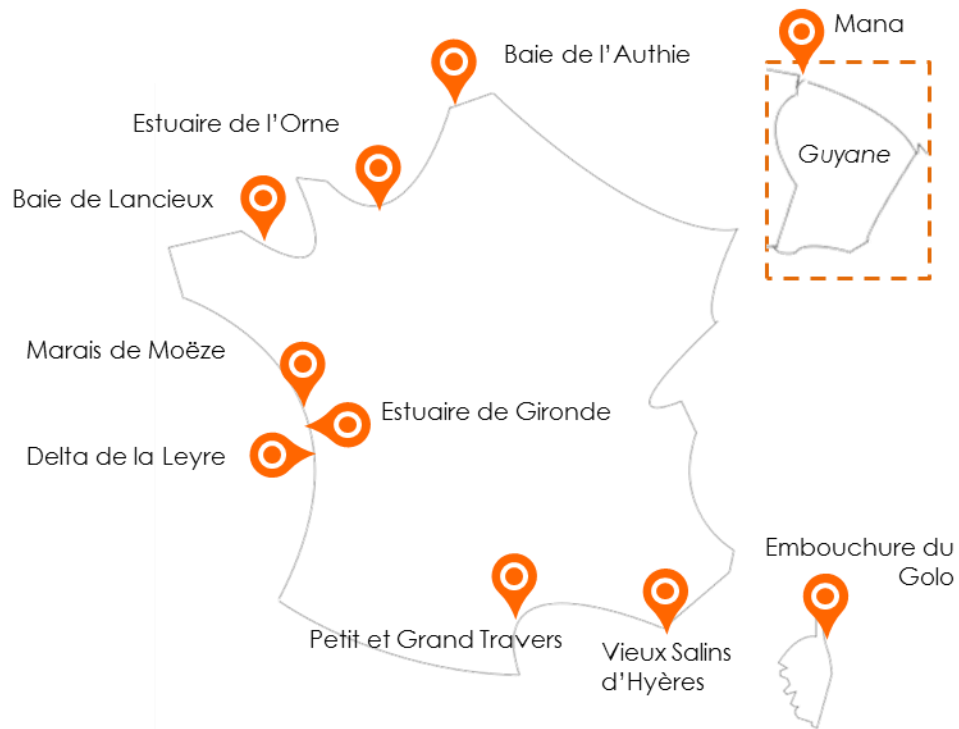 Mana
Baie de l’Authie
Estuaire de l’Orne
Guyane
Baie de Lancieux
Marais de Moëze
Estuaire de Gironde
Delta de la Leyre
Embouchure du
Golo
Petit et Grand Travers
Vieux Salins
d’Hyères